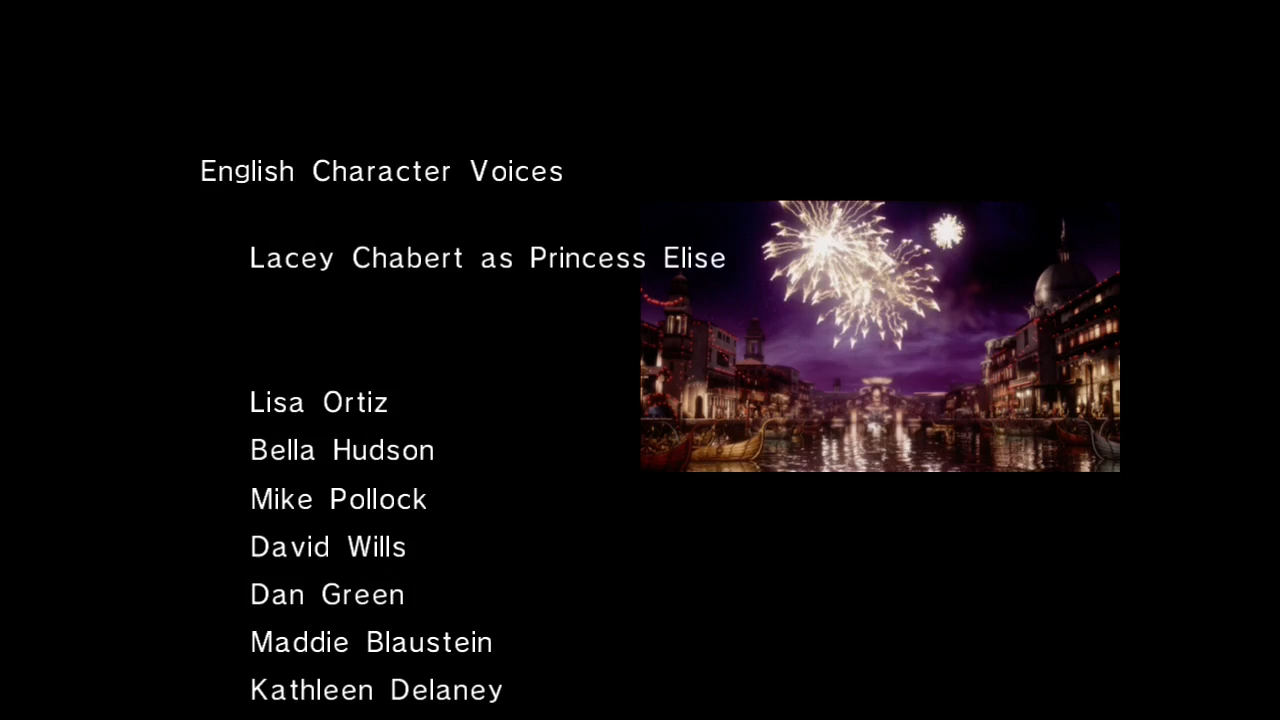 English Character Voices
Lacey Chabert as Princess Elise
Lisa Ortiz
Bella Hudson
Mike Pollock
David Wills
Dan Green
Maddie Blaustein
Kathleen Delaney